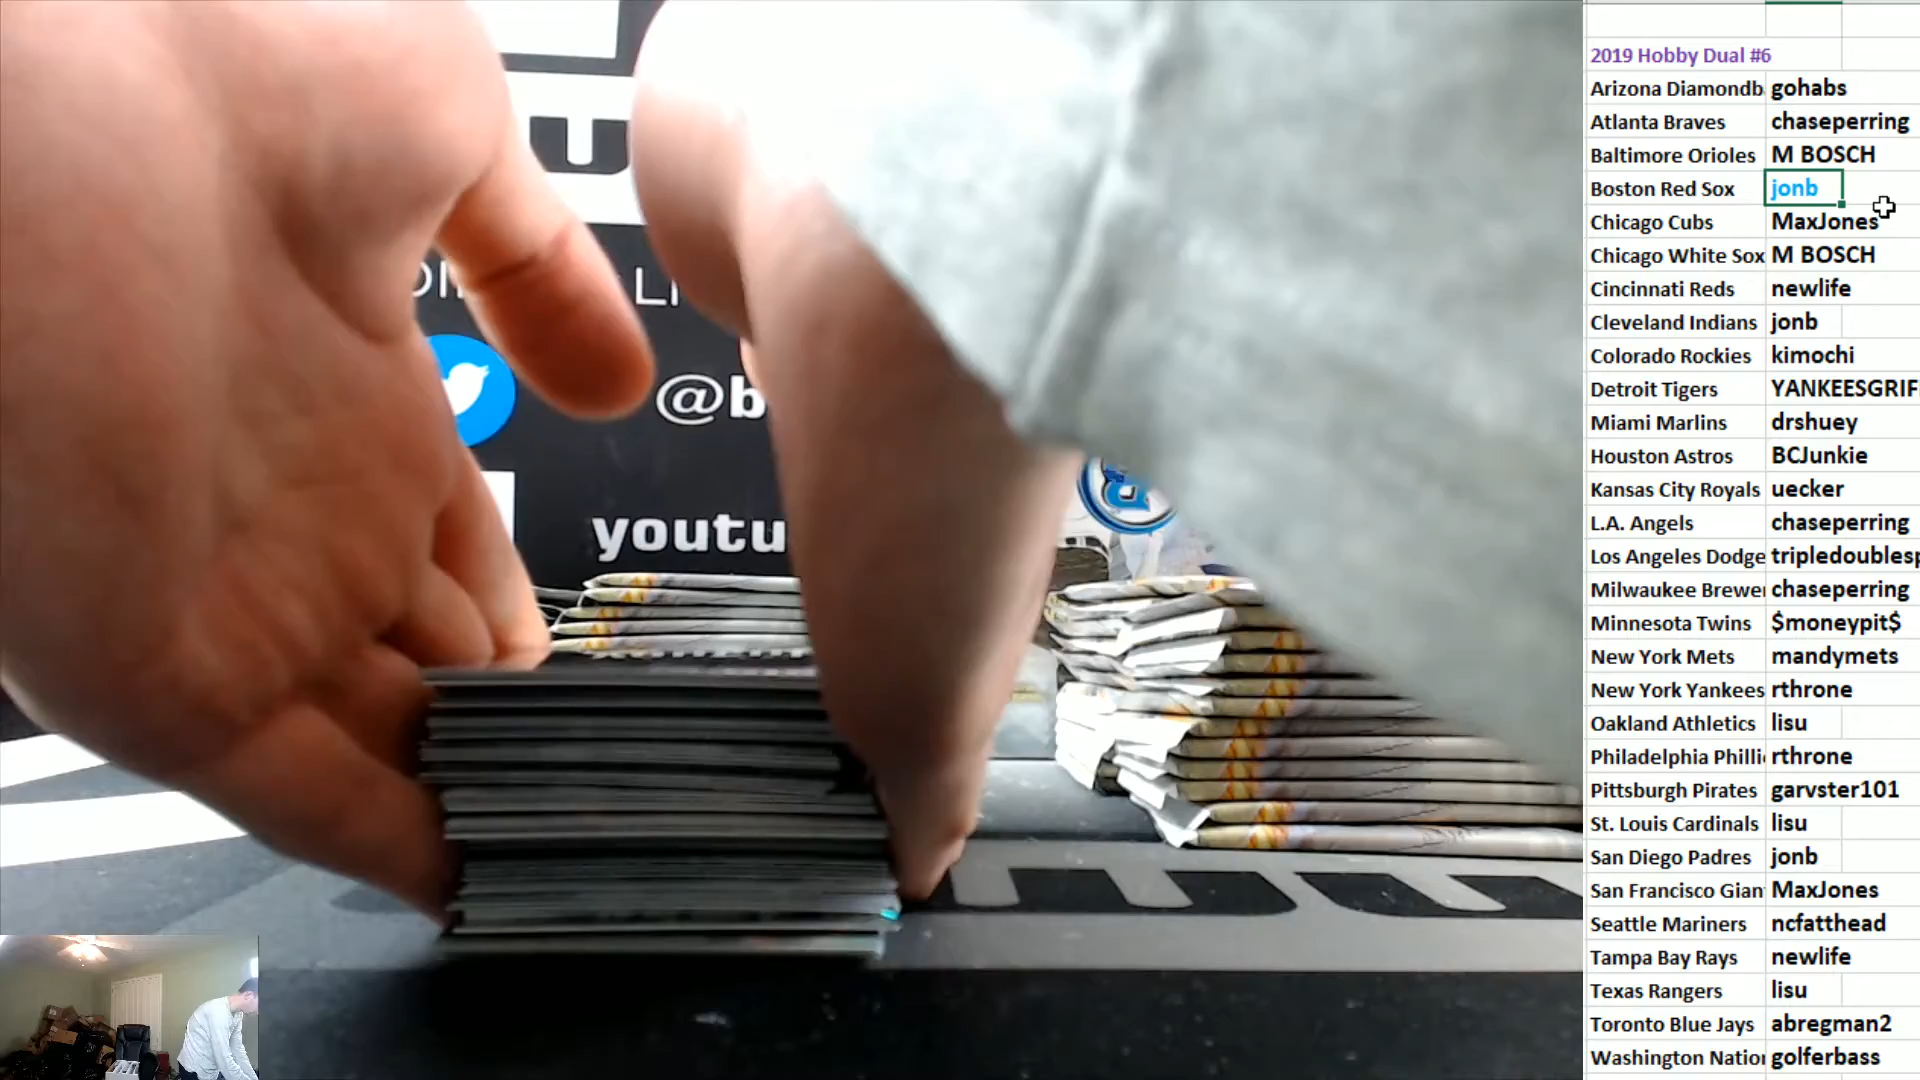 @b
youtu
2019 Hobby Dual #6
Arizona Diamondb gohabs
Atlanta Braves chaseperring
Baltimore Orioles M BOSCH
Boston Red Sox jonb
Chicago Cubs MaxJones
Chicago White Sox M BOSCH
Cincinnati Reds newlife
Cleveland Indians jonb
Colorado Rockies kimochi
Detroit Tigers YANKEESGRIF
Miami Marlins drshuey
Houston Astros BCJunkie
Kansas City Royals uecker
L.A. Angels chaseperring
Los Angeles Dodge tripledoublesp
Milwaukee Brewe chaseperring
Minnesota Twins $moneypit$
New York Mets mandymets
New York Yankees rthrone
Oakland Athletics lisu
Philadelphia Philli rthrone
Pittsburgh Pirates garvster101
St. Louis Cardinals lisu
San Diego Padres jonb
San Francisco Gian MaxJones
Seattle Mariners ncfatthead
Tampa Bay Rays newlife
Texas Rangers lisu
Toronto Blue Jays abregman2
Washington Natio golferbass